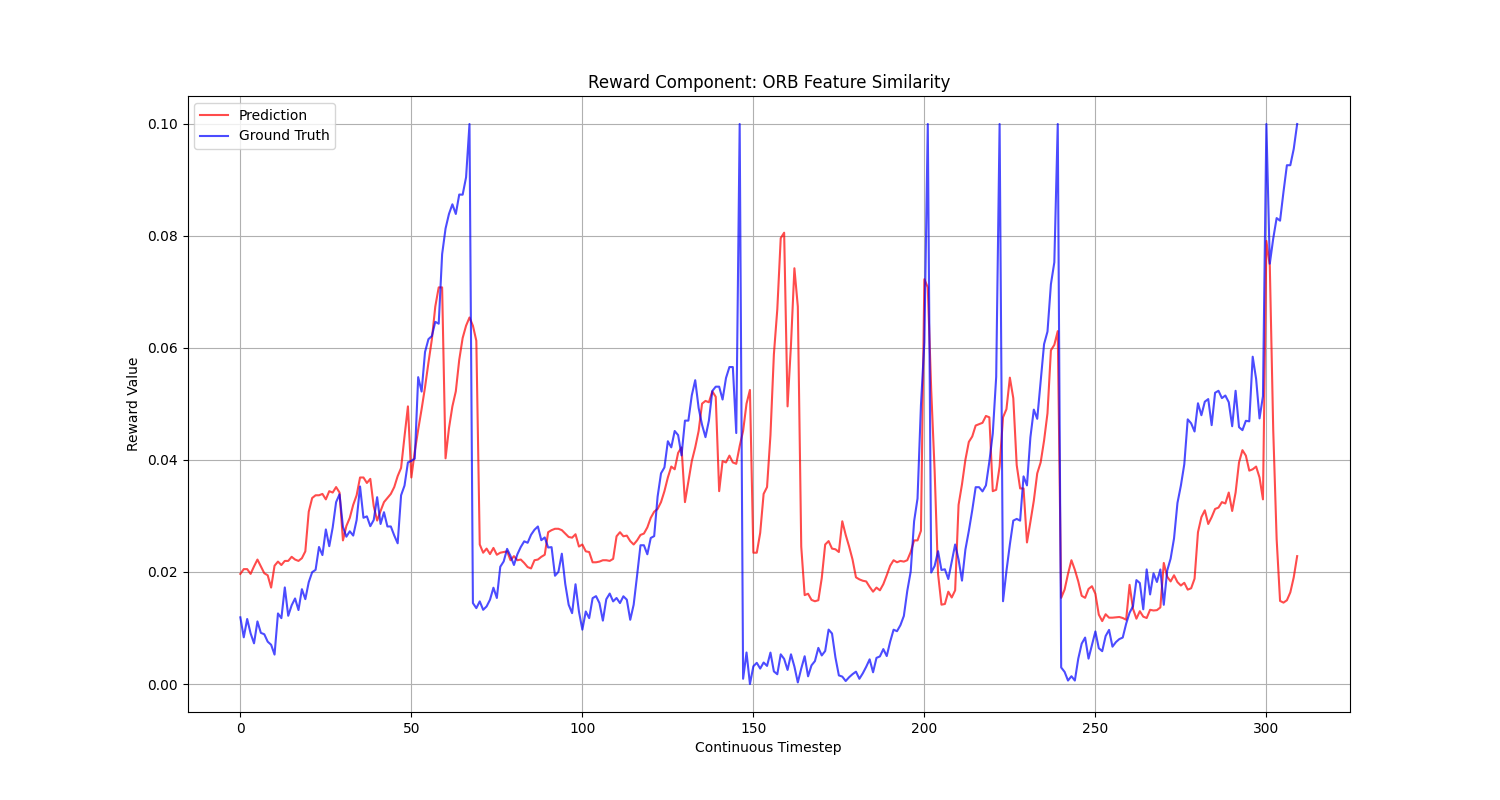 Reward Component: ORB Feature Similarity
Prediction
Ground Truth
Reward Value
0.10
0.08
0.06
0.04
0.02
0.00
0 50 100 150 200 250 300
Continuous Timestep